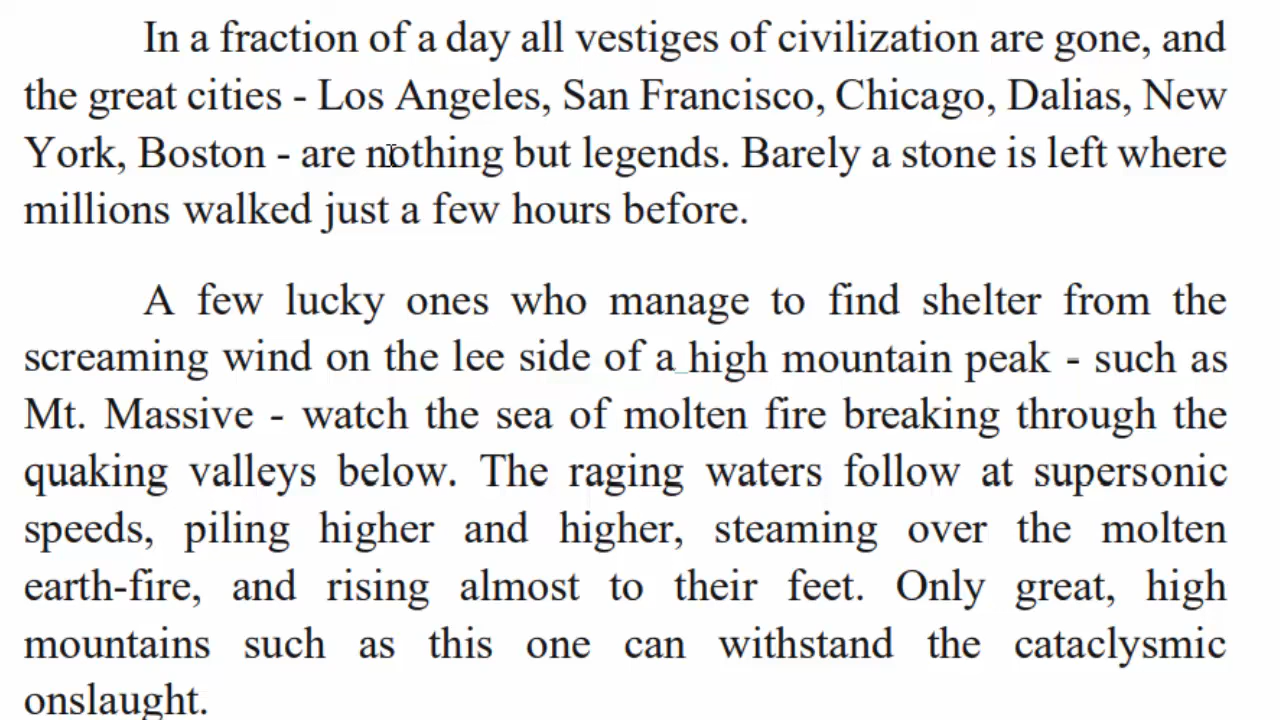 In a fraction of a day all vestiges of civilization are gone, and
the great cities - Los Angeles, San Francisco, Chicago, Dalias, New
York, Boston - are nothing but legends. Barely a stone is left where
millions walked just a few hours before.
A few lucky ones who manage to find shelter from the
screaming wind on the lee side of a high mountain peak - such as
Mt. Massive - watch the sea of molten fire breaking through the
quaking valleys below. The raging waters follow at supersonic
speeds, piling higher and higher, steaming over the molten
earth-fire, and rising almost to their feet. Only great, high
mountains such as this one can withstand the cataclysmic
onslaught.